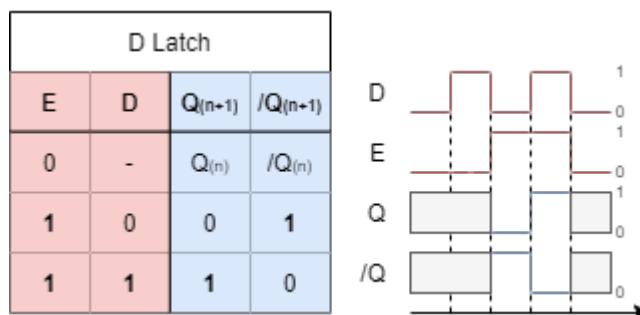 D Latch
E D Q(n+1) /Q(n+1)
0 - Q(n) /Q(n)
1 0 0 1
1 1 1 0
D 1
0
E 1
0
Q 1
0
/Q 1
0